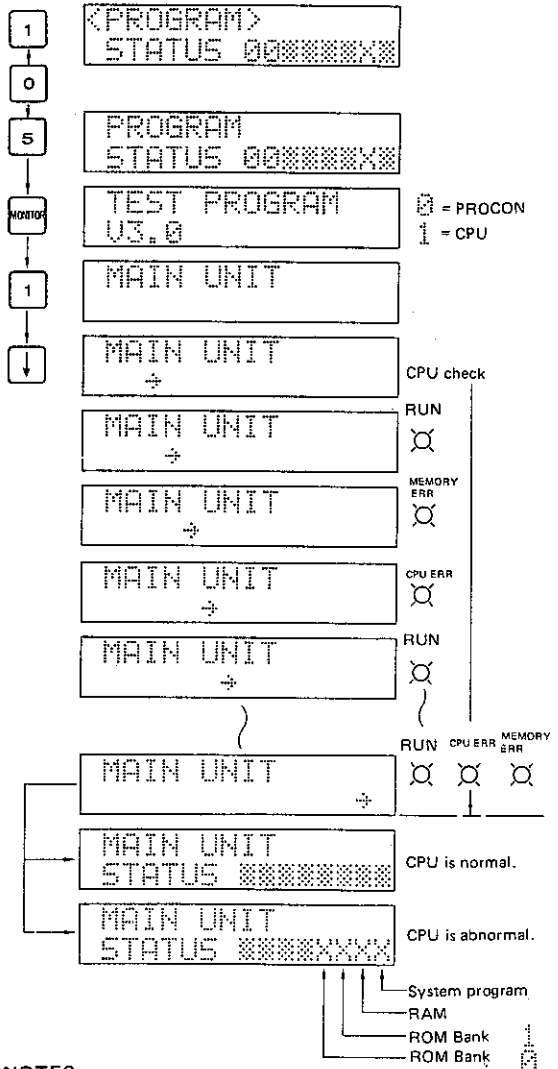 1
<PROGRAM>
STATUS 00※※※※X※
0
5
PROGRAM
STATUS 00※※※※X※
MONITOR
TEST PROGRAM
V3.0
0 = PROCON
1 = CPU
1
MAIN UNIT
↓
MAIN UNIT
→
CPU check
MAIN UNIT
→
RUN
MAIN UNIT
→
MEMORY
ERR
MAIN UNIT
→
CPU ERR
MAIN UNIT
→
RUN
MAIN UNIT
→
RUN CPU ERR MEMORY
ERR
MAIN UNIT
STATUS ※※※※※※※※
CPU is normal.
MAIN UNIT
STATUS ※※※※XXXX
CPU is abnormal.
System program
RAM
ROM Bank 1
ROM Bank 0